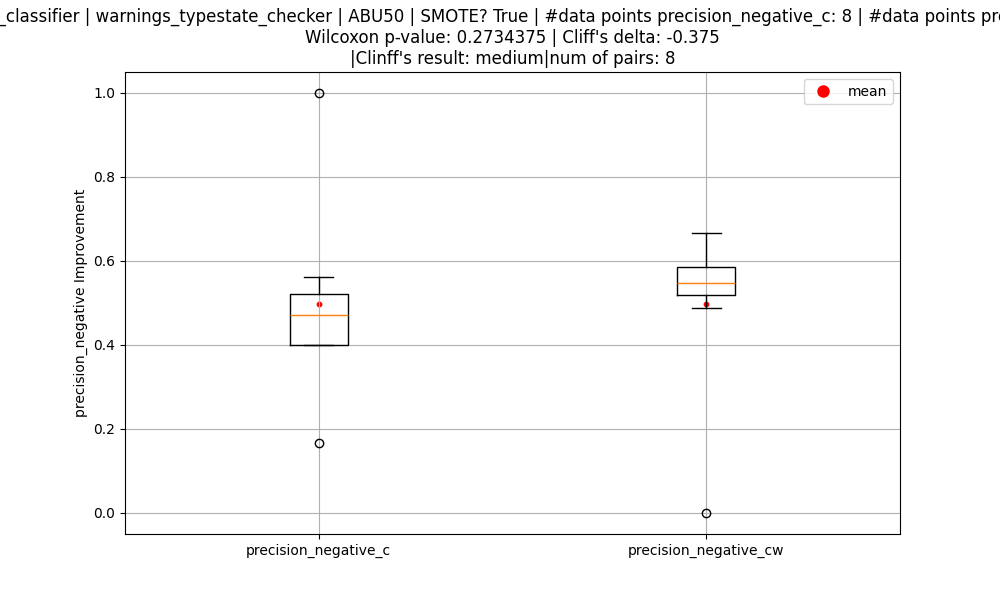 _classifier | warnings_typestate_checker | ABU50 | SMOTE? True | #data points precision_negative_c: 8 | #data points
Wilcoxon p-value: 0.2734375 | Cliff's delta: -0.375
|Clinff's result: medium|num of pairs: 8
mean
1.0
0.8
0.6
0.4
0.2
0.0
precision_negative Improvement
precision_negative_c
precision_negative_cw